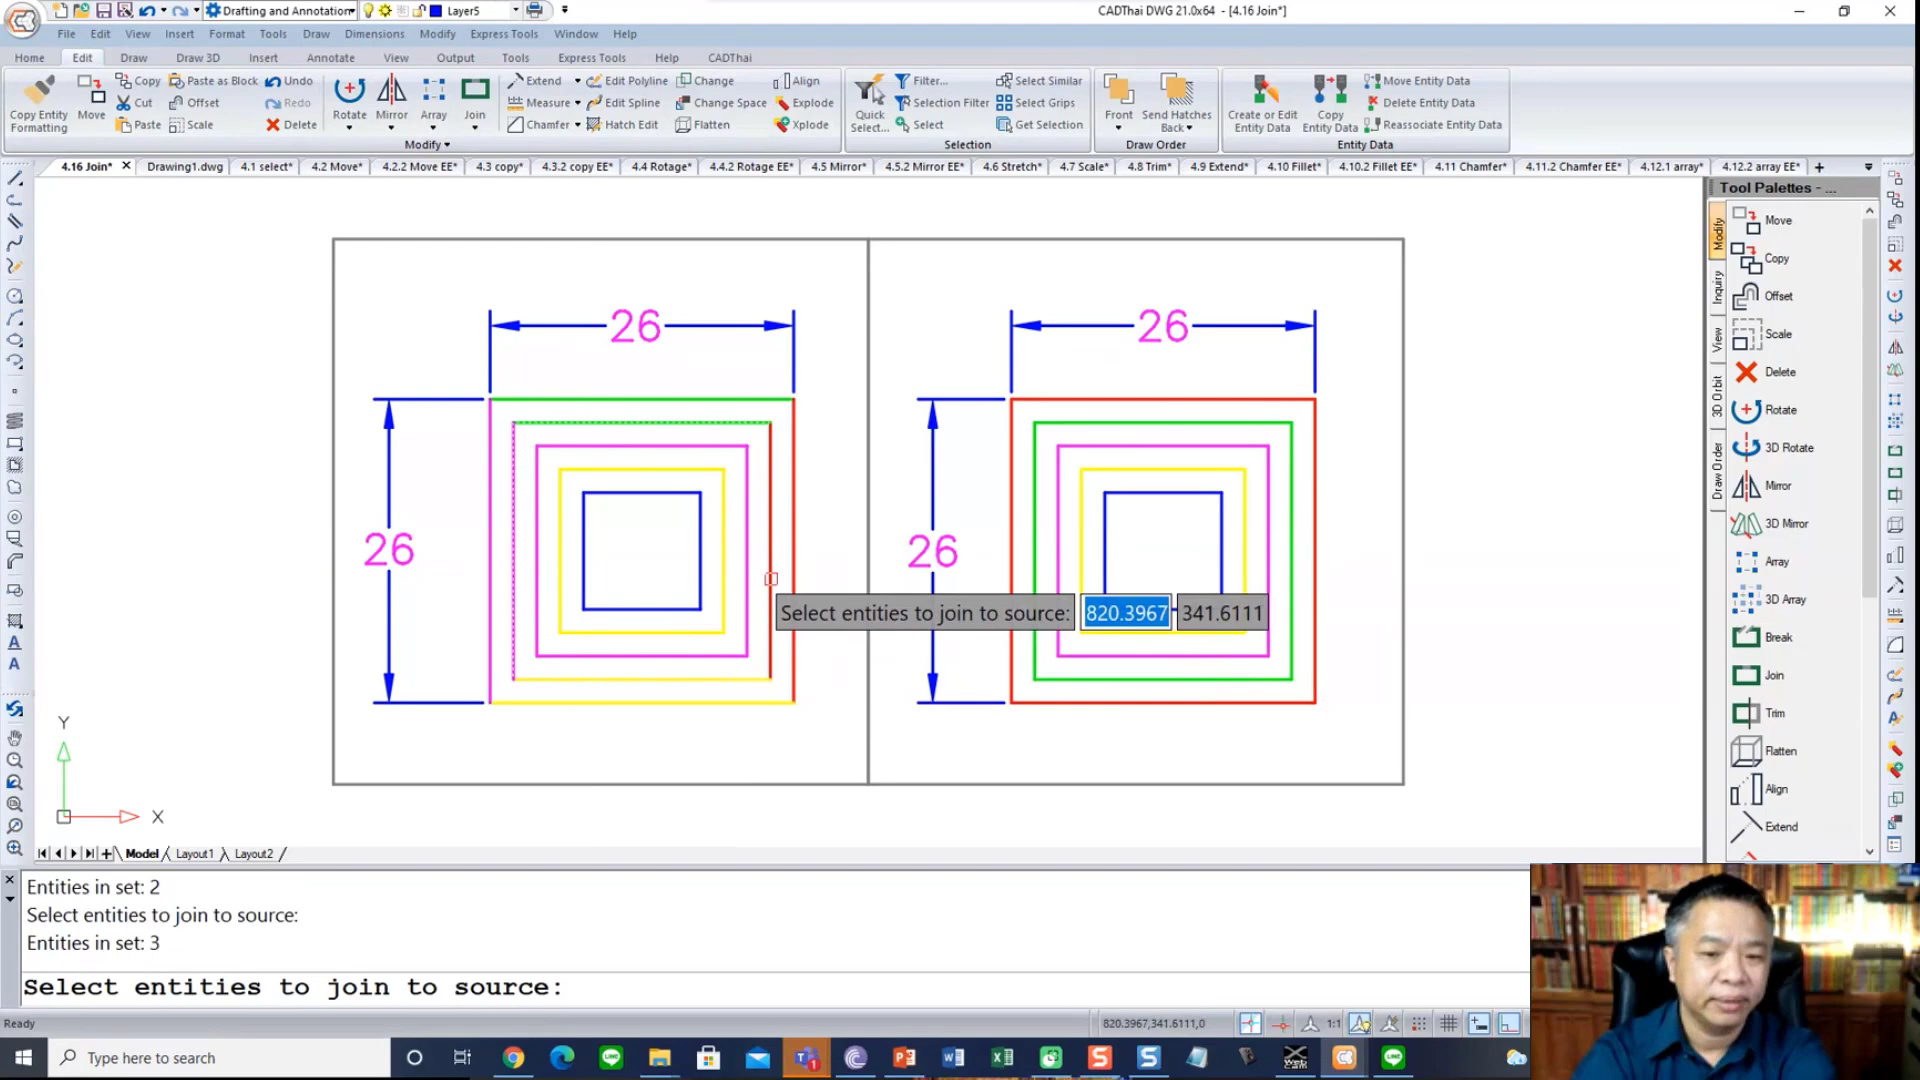 Drafting and Annotation
Layer5
CADThai DWG 21.0x64 - [4.16 Join*]
File Edit View Insert Format Tools Draw Dimensions Modify Express Tools Window Help
Home Edit Draw Draw 3D Insert Annotate View Output Tools Express Tools Help CADThai
Copy Entity Formatting
Move
Copy
Cut
Paste
Paste as Block
Offset
Scale
Undo
Redo
Delete
Rotate
Mirror
Array
Join
Extend
Measure
Chamfer
Edit Polyline
Edit Spline
Hatch Edit
Change
Change Space
Flatten
Align
Explode
Xplode
Modify
Quick Select...
Filter...
Selection Filter
Select
Select Similar
Select Grips
Get Selection
Selection
Front
Send Hatches Back
Draw Order
Create or Edit Entity Data
Copy Entity Data
Move Entity Data
Delete Entity Data
Reassociate Entity Data
Entity Data
4.16 Join* Drawing1.dwg 4.1 select* 4.2 Move* 4.2.2 Move EE* 4.3 copy* 4.3.2 copy EE* 4.4 Rotage* 4.4.2 Rotage EE* 4.5 Mirror* 4.5.2 Mirror EE* 4.6 Stretch* 4.7 Scale* 4.8 Trim* 4.9 Extend* 4.10 Fillet* 4.10.2 Fillet EE* 4.11 Chamfer* 4.11.2 Chamfer EE* 4.12.1 array* 4.12.2 array EE*
Tool Palettes - ...
Modify
Inquiry
View
3D Orbit
Draw Order
Move
Copy
Offset
Scale
Delete
Rotate
3D Rotate
Mirror
3D Mirror
Array
3D Array
Break
Join
Trim
Flatten
Align
Extend
26
26
26
26
Select entities to join to source: 820.3967 341.6111
Y
X
Model Layout1 Layout2
Entities in set: 2
Select entities to join to source:
Entities in set: 3
Select entities to join to source:
Ready
820.3967,341.6111,0
1:1
Type here to search